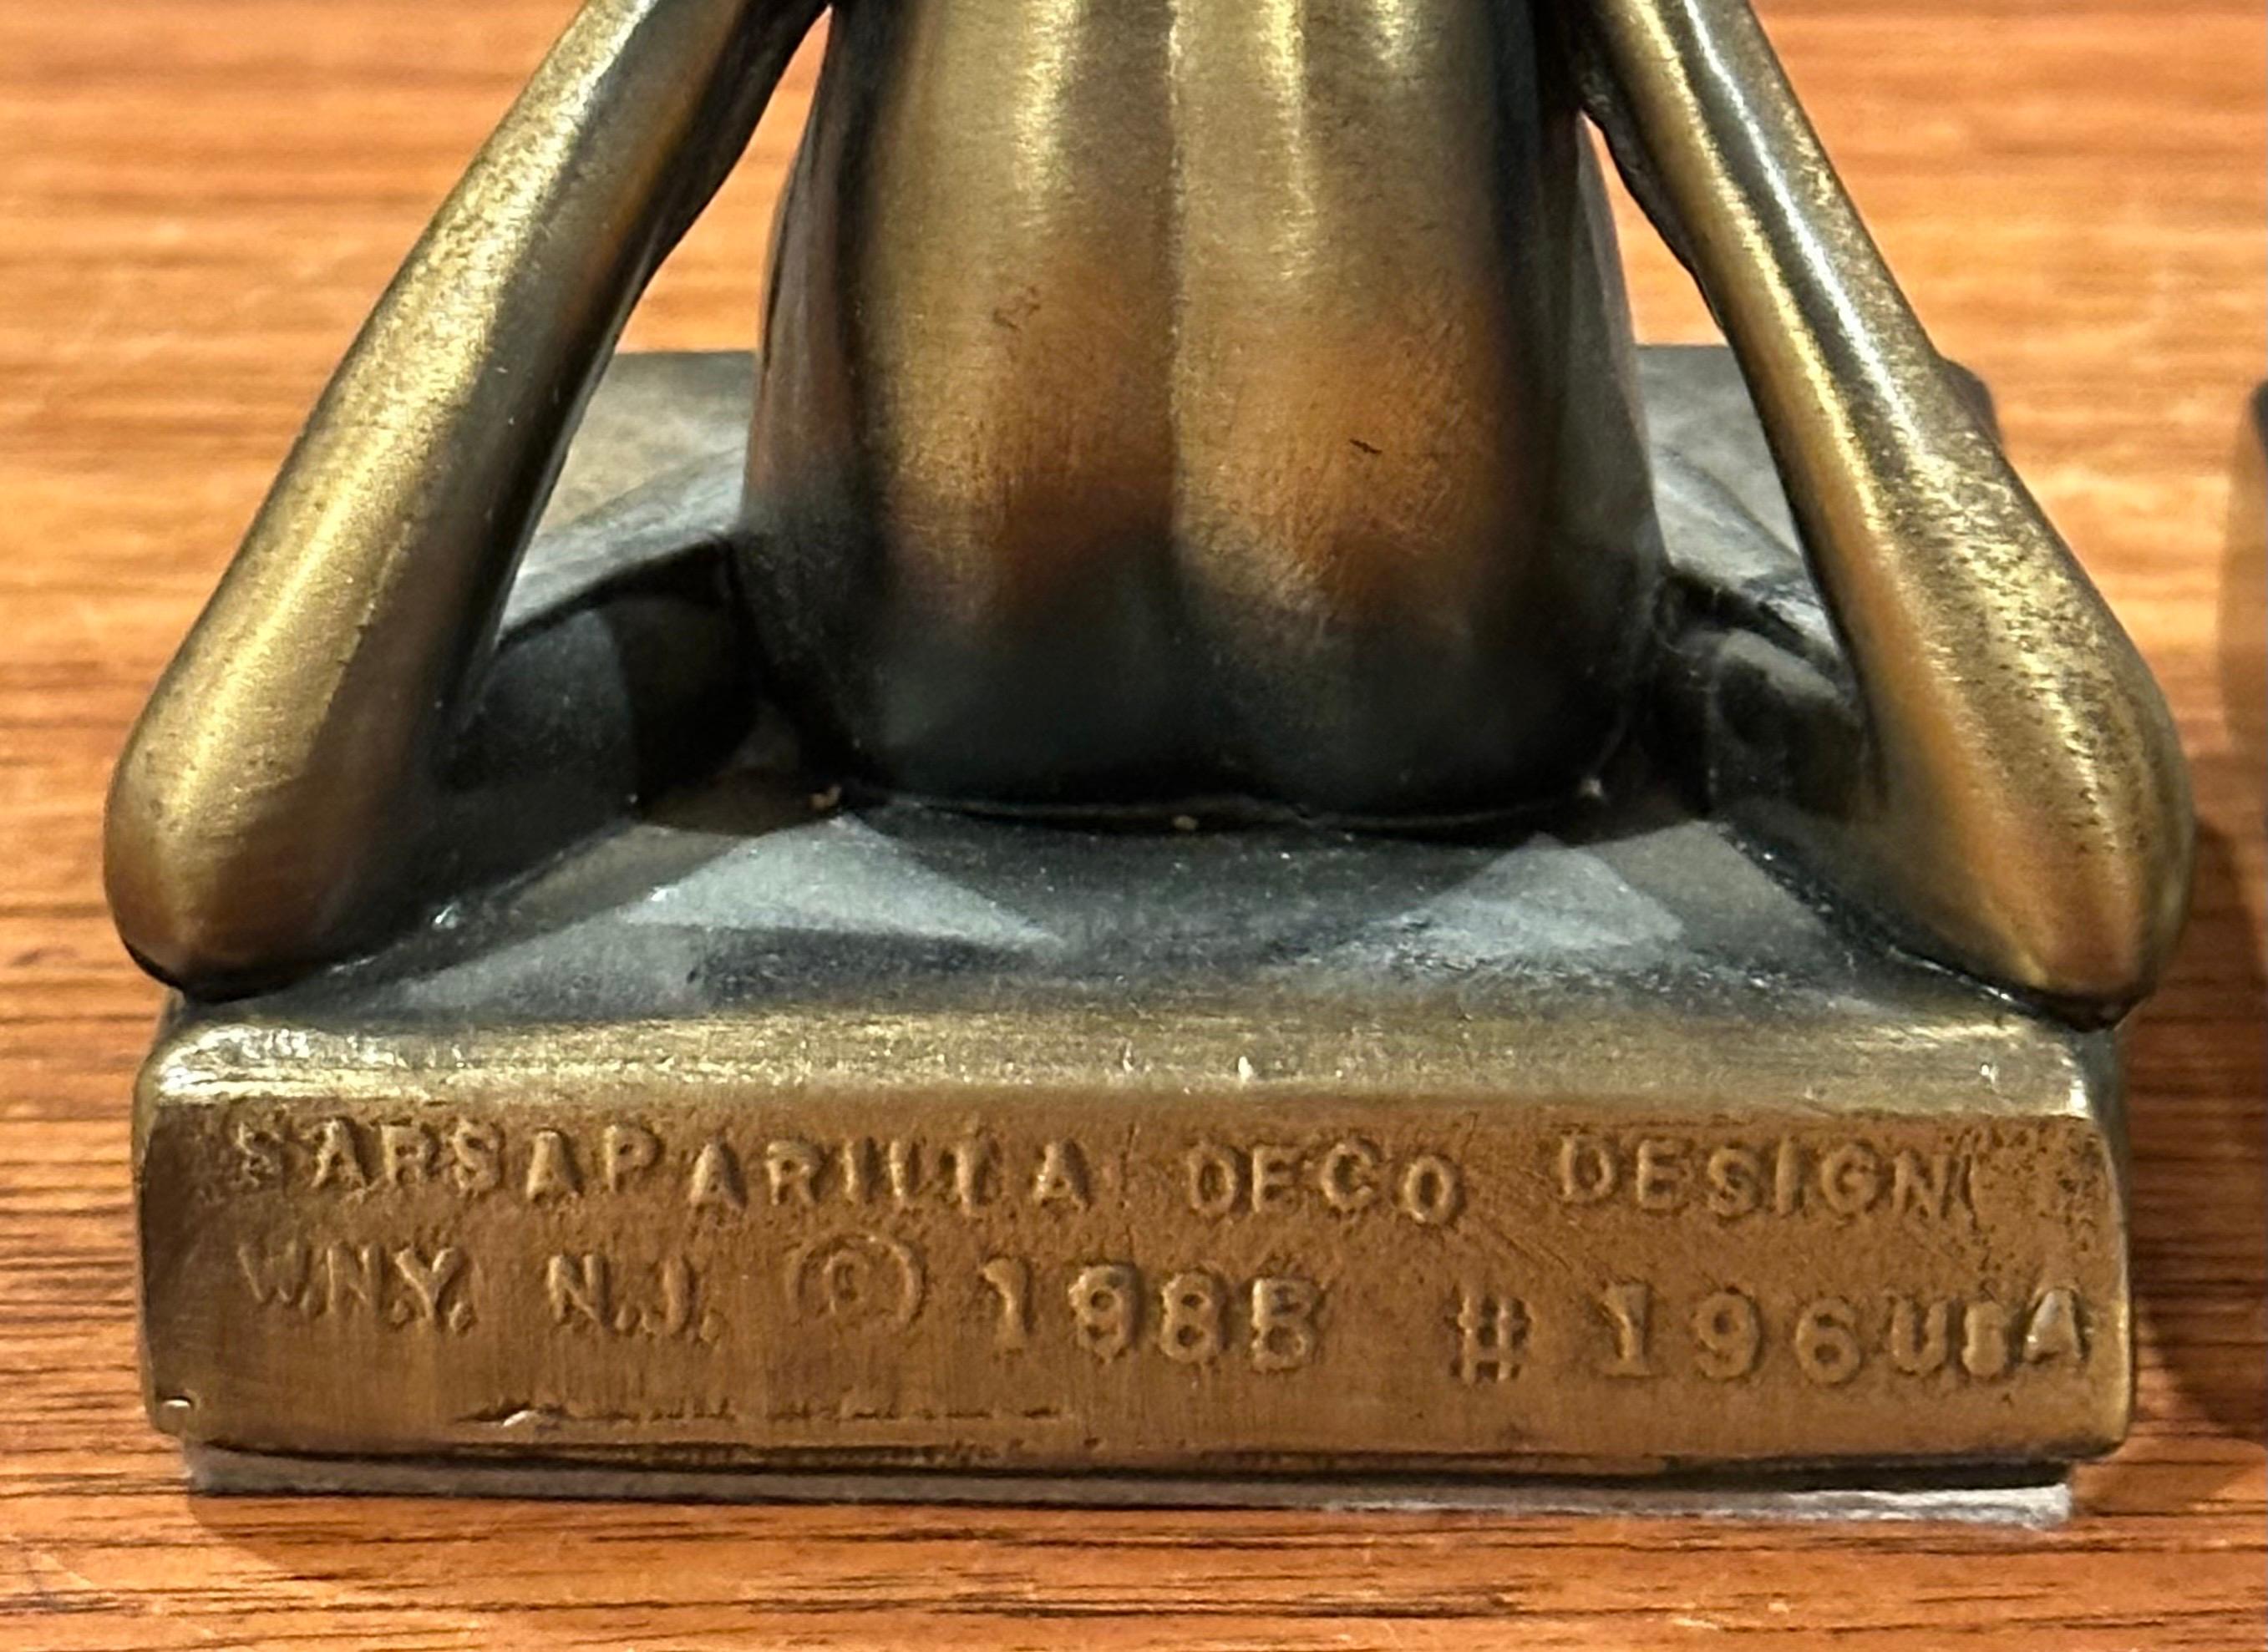 SARSAPARILLA DECO DESIGN
W.N.Y. N.J. © 1985 # 196 USA